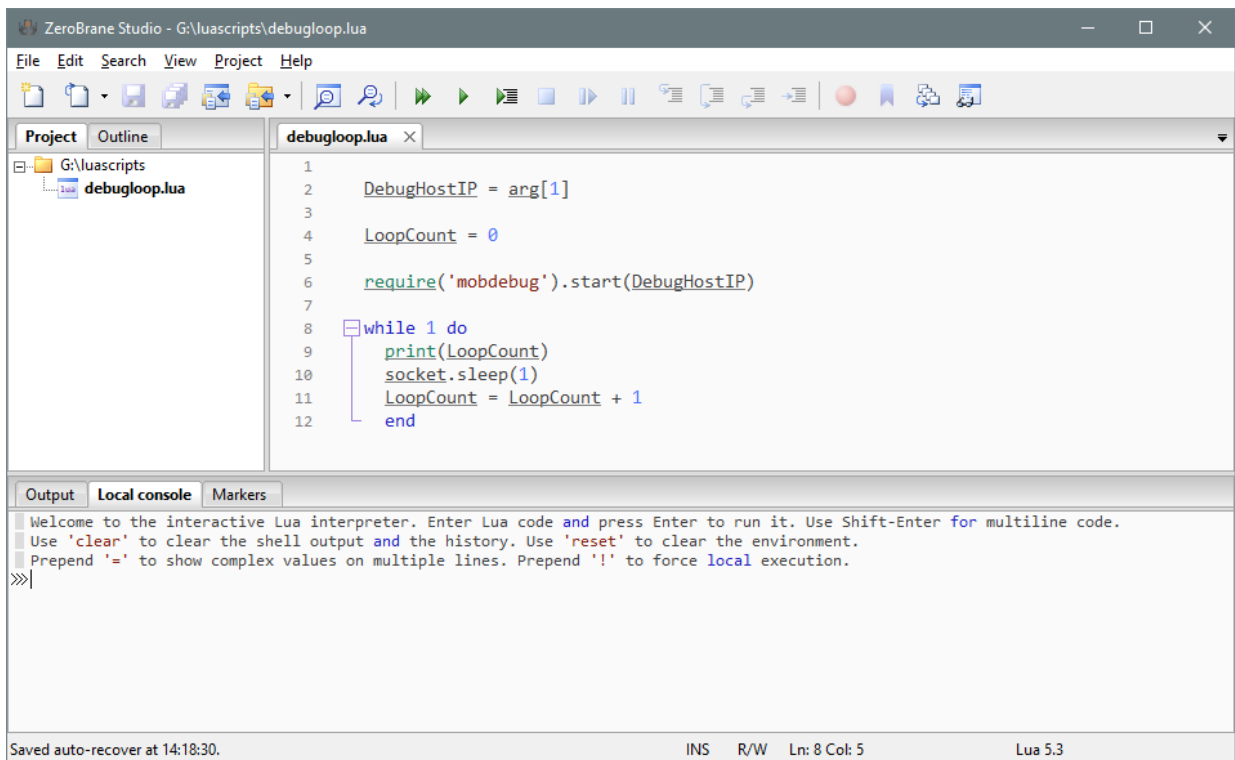 ZeroBrane Studio - G:\luascripts\debugloop.lua
File Edit Search View Project Help
Project Outline
G:\luascripts
lua debugloop.lua
debugloop.lua
1
2 DebugHostIP = arg[1]
3
4 LoopCount = 0
5
6 require('mobdebug').start(DebugHostIP)
7
8 while 1 do
9 print(LoopCount)
10 socket.sleep(1)
11 LoopCount = LoopCount + 1
12 end
Output Local console Markers
Welcome to the interactive Lua interpreter. Enter Lua code and press Enter to run it. Use Shift-Enter for multiline code.
Use 'clear' to clear the shell output and the history. Use 'reset' to clear the environment.
Prepend '=' to show complex values on multiple lines. Prepend '!' to force local execution.
Saved auto-recover at 14:18:30. INS R/W Ln: 8 Col: 5 Lua 5.3